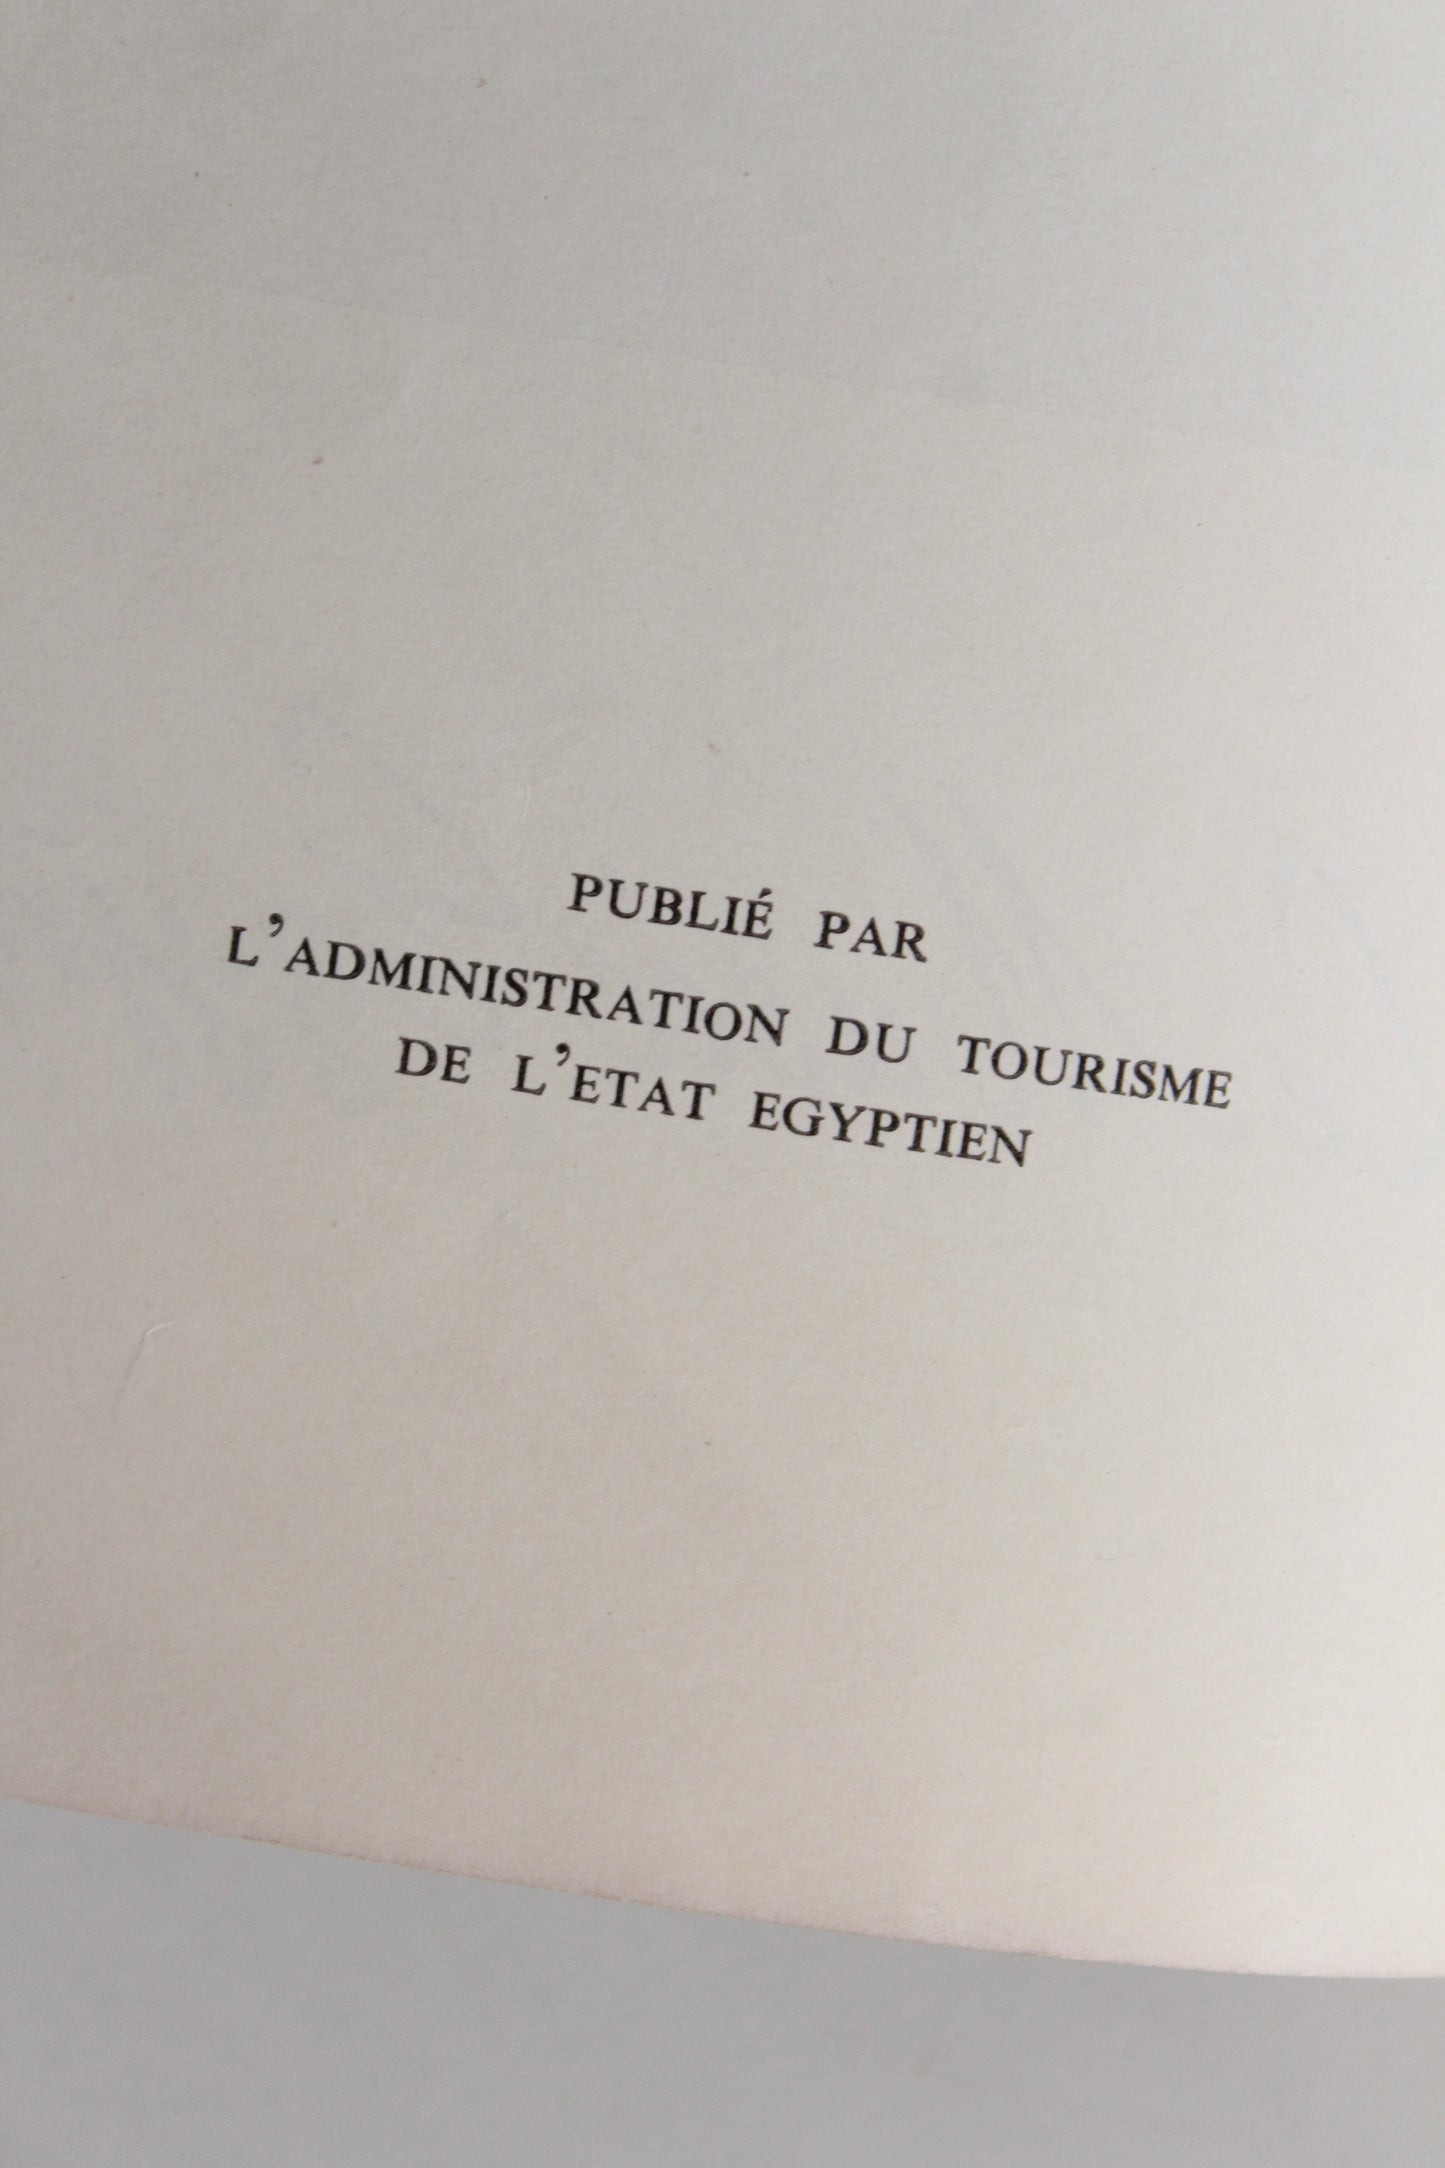 PUBLIÉ PAR
L’ADMINISTRATION DU TOURISME
DE L’ETAT EGYPTIEN